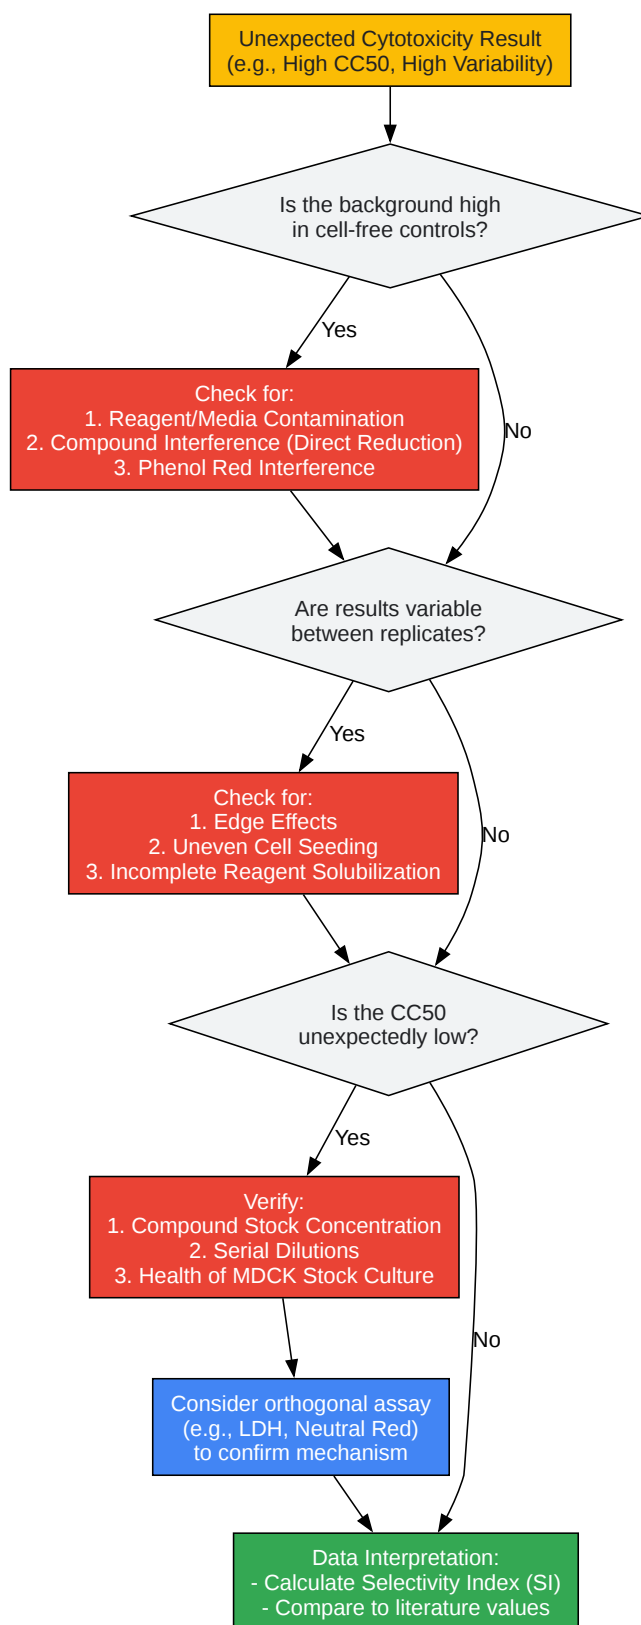 Unexpected Cytotoxicity Result
(e.g., High CC50, High Variability)
Is the background high
in cell-free controls?
Yes
Check for:
1. Reagent/Media Contamination
2. Compound Interference (Direct Reduction)
3. Phenol Red Interference
No
Are results variable
between replicates?
Yes
Check for:
1. Edge Effects
2. Uneven Cell Seeding
3. Incomplete Reagent Solubilization
No
Is the CC50
unexpectedly low?
Yes
Verify:
1. Compound Stock Concentration
2. Serial Dilutions
3. Health of MDCK Stock Culture
No
Consider orthogonal assay
(e.g., LDH, Neutral Red)
to confirm mechanism
Data Interpretation:
- Calculate Selectivity Index (SI)
- Compare to literature values